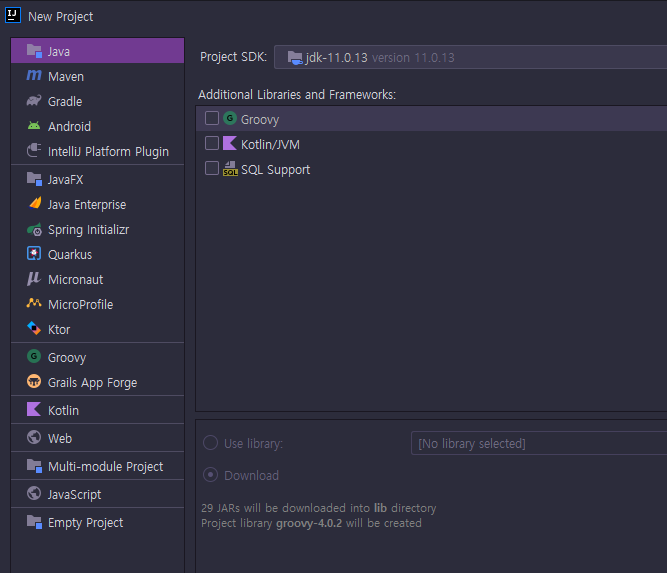 IJ
New Project
Java
Maven
Gradle
Android
IntelliJ Platform Plugin
JavaFX
Java Enterprise
Spring Initializr
Quarkus
Micronaut
MicroProfile
Ktor
Groovy
Grails App Forge
Kotlin
Web
Multi-module Project
JavaScript
Empty Project
Project SDK: jdk-11.0.13 version 11.0.13
Additional Libraries and Frameworks:
G Groovy
Kotlin/JVM
SQL SQL Support
Use library: [No library selected]
Download
29 JARs will be downloaded into lib directory
Project library groovy-4.0.2 will be created